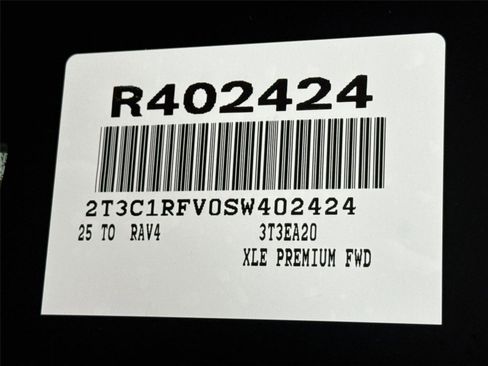 R402424
2T3C1RFV0SW402424
25 TO RAV4 3T3EA20
XLE PREMIUM FWD